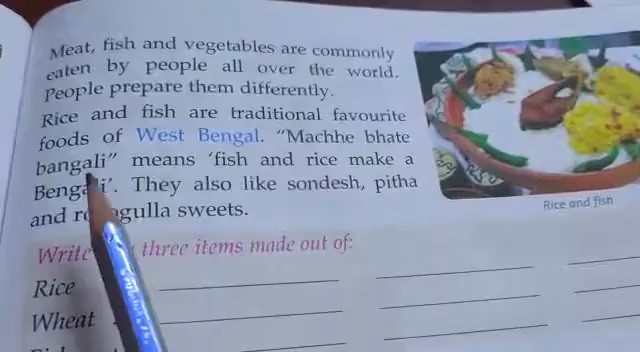 Meat, fish and vegetables are commonly
eaten by people all over the world.
People prepare them differently.
Rice and fish are traditional favourite
foods of West Bengal. "Machhe bhate
bangali" means 'fish and rice make a
Bengali'. They also like sondesh, pitha
and gulla sweets.
Rice and fish
Write three items made out of:
Rice
Wheat